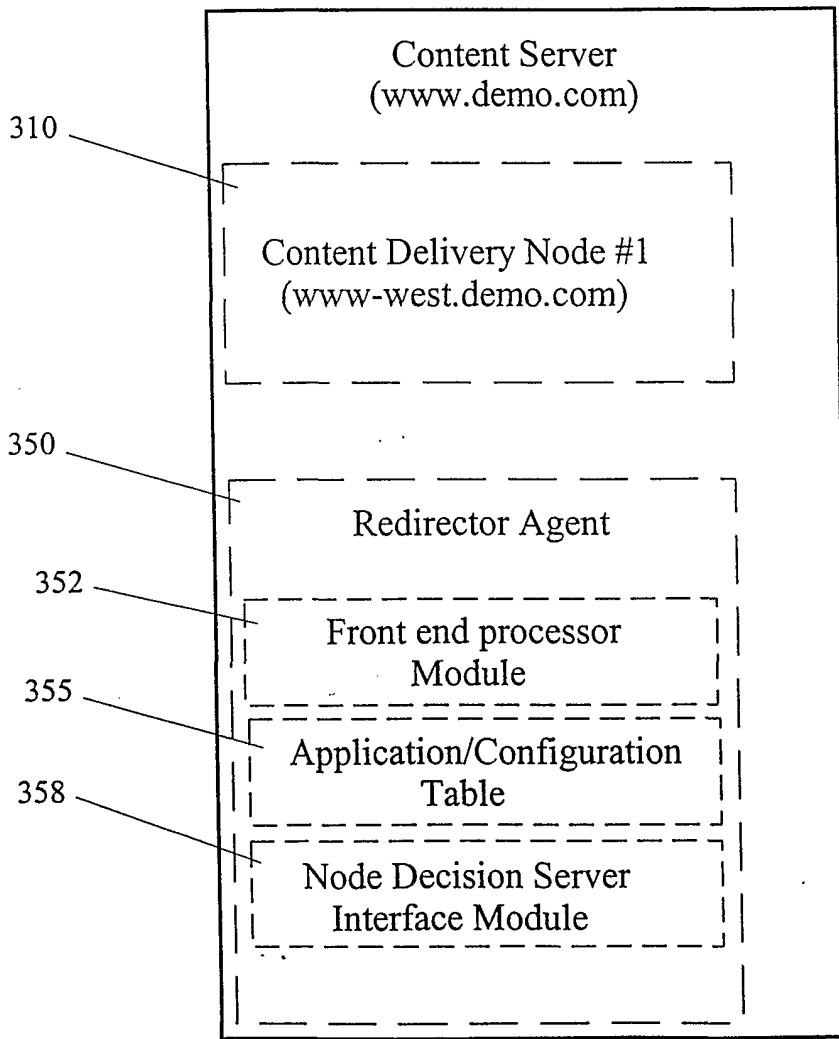 Content Server
(www.demo.com)
310
Content Delivery Node #1
(www-west.demo.com)
350
Redirector Agent
352
Front end processor
Module
355
Application/Configuration
Table
358
Node Decision Server
Interface Module